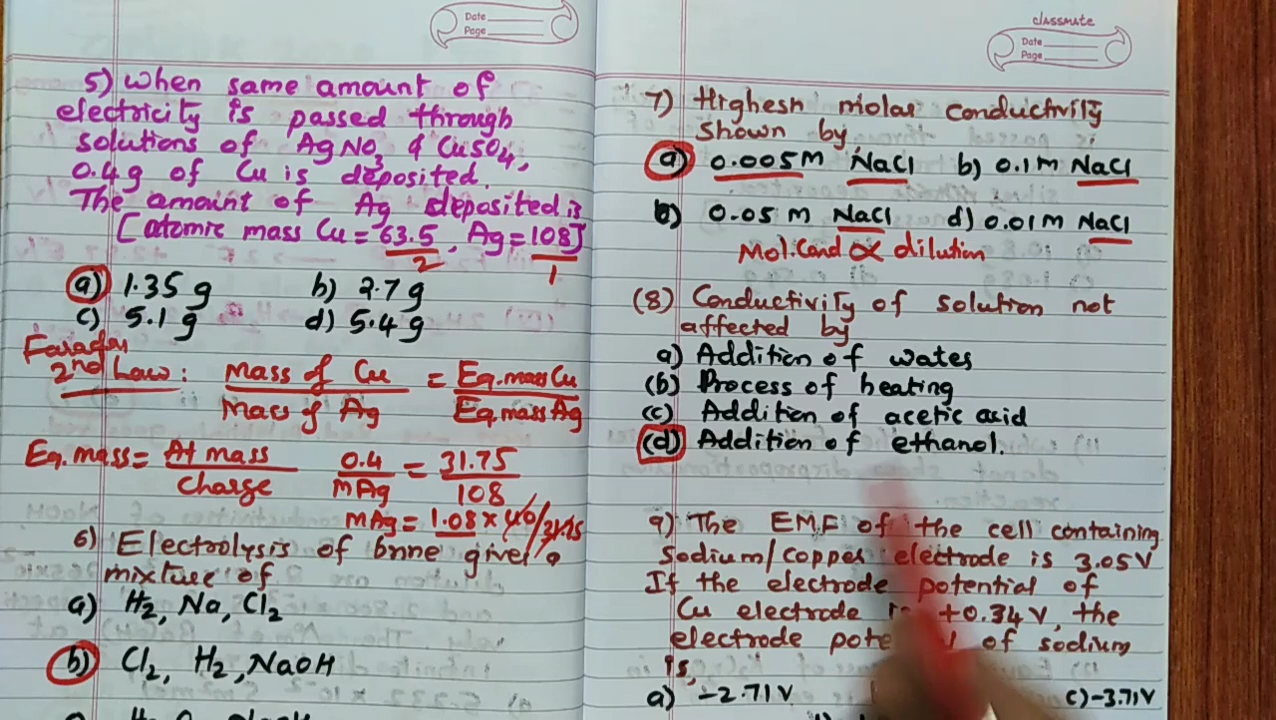 Date
Page
5) When same amount of
electricity is passed through
solutions of AgNO3 & CuSO4,
0.4g of Cu is deposited.
The amount of Ag deposited is
[atomic mass Cu = 63.5, Ag = 108]
2 1
a) 1.35 g b) 2.7 g
c) 5.1 g d) 5.4 g
Faraday
2nd Law : Mass of Cu / Mass of Ag = Eq. mass Cu / Eq mass Ag
Eq. mass = At mass / Charge 0.4 / mAg = 31.75 / 108
mAg = 1.08 × 40/31.75
6) Electrolysis of brine gives a
mixture of
a) H2, Na, Cl2
b) Cl2, H2, NaOH
classmate
Date
Page
7) Highesh molar conductivity
shown by,
a) 0.005M NaCl b) 0.1M NaCl
0.05 M NaCl d) 0.01M NaCl
Mol. Cond ∝ dilution
(8) Conductivity of solution not
affected by
a) Addition of water
(b) Process of heating
(c) Addition of acetic acid
(d) Addition of ethanol.
9) The EMF of the cell containing
Sodium/copper electrode is 3.05V
If the electrode potential of
Cu electrode is +0.34V, the
electrode of sodium
is,
a) -2.71V c) -3.71V